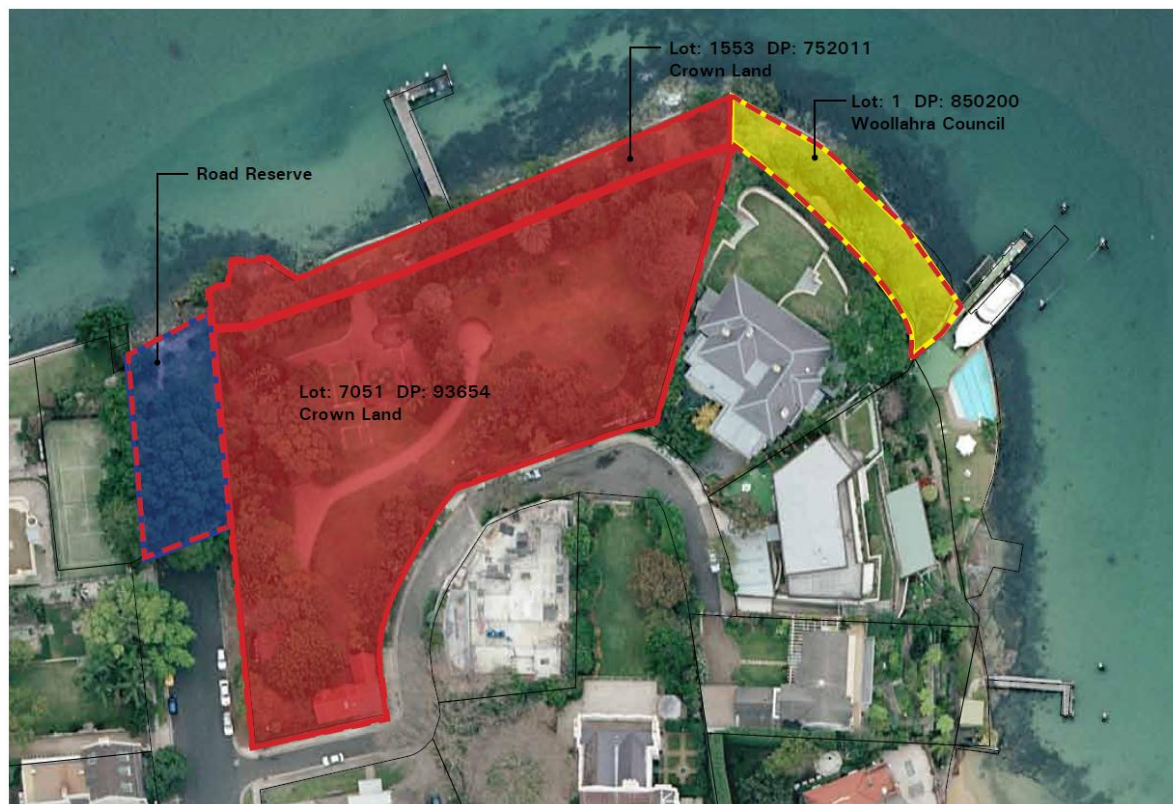 Lot: 1553 DP: 752011
Crown Land
Lot: 1 DP: 850200
Woollahra Council
Road Reserve
Lot: 7051 DP: 93654
Crown Land